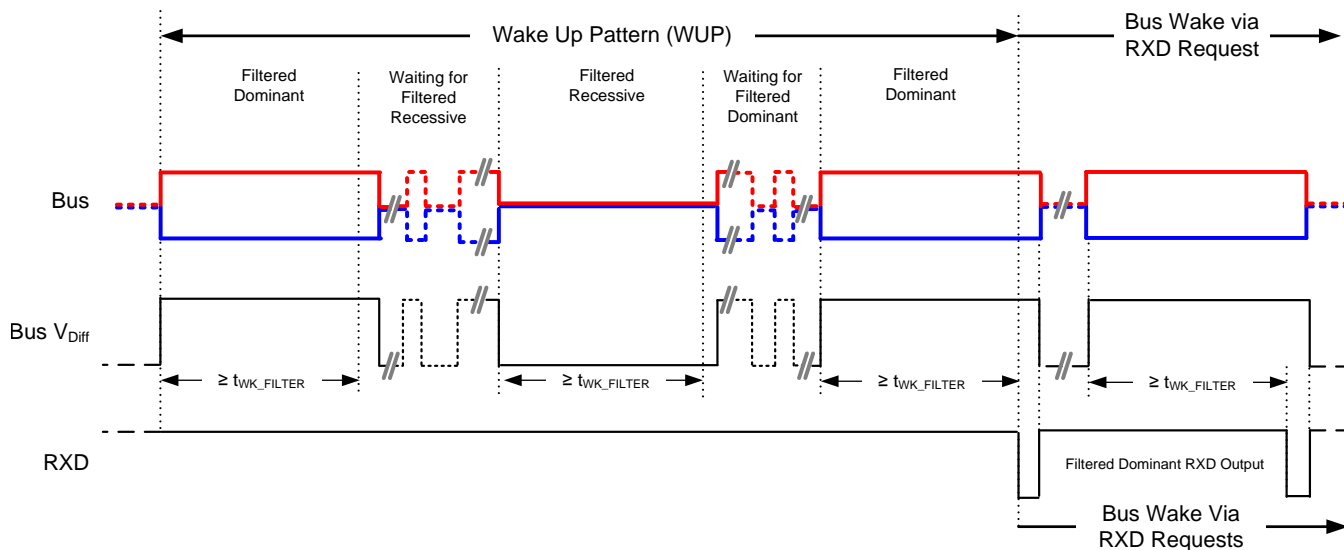 Wake Up Pattern (WUP)
Bus Wake via
RXD Request
Filtered
Dominant
Waiting for
Filtered
Recessive
Filtered
Recessive
Waiting for
Filtered
Dominant
Filtered
Dominant
Bus
Bus VDiff
≥ tWK_FILTER
≥ tWK_FILTER
≥ tWK_FILTER
≥ tWK_FILTER
RXD
Filtered Dominant RXD Output
Bus Wake Via
RXD Requests